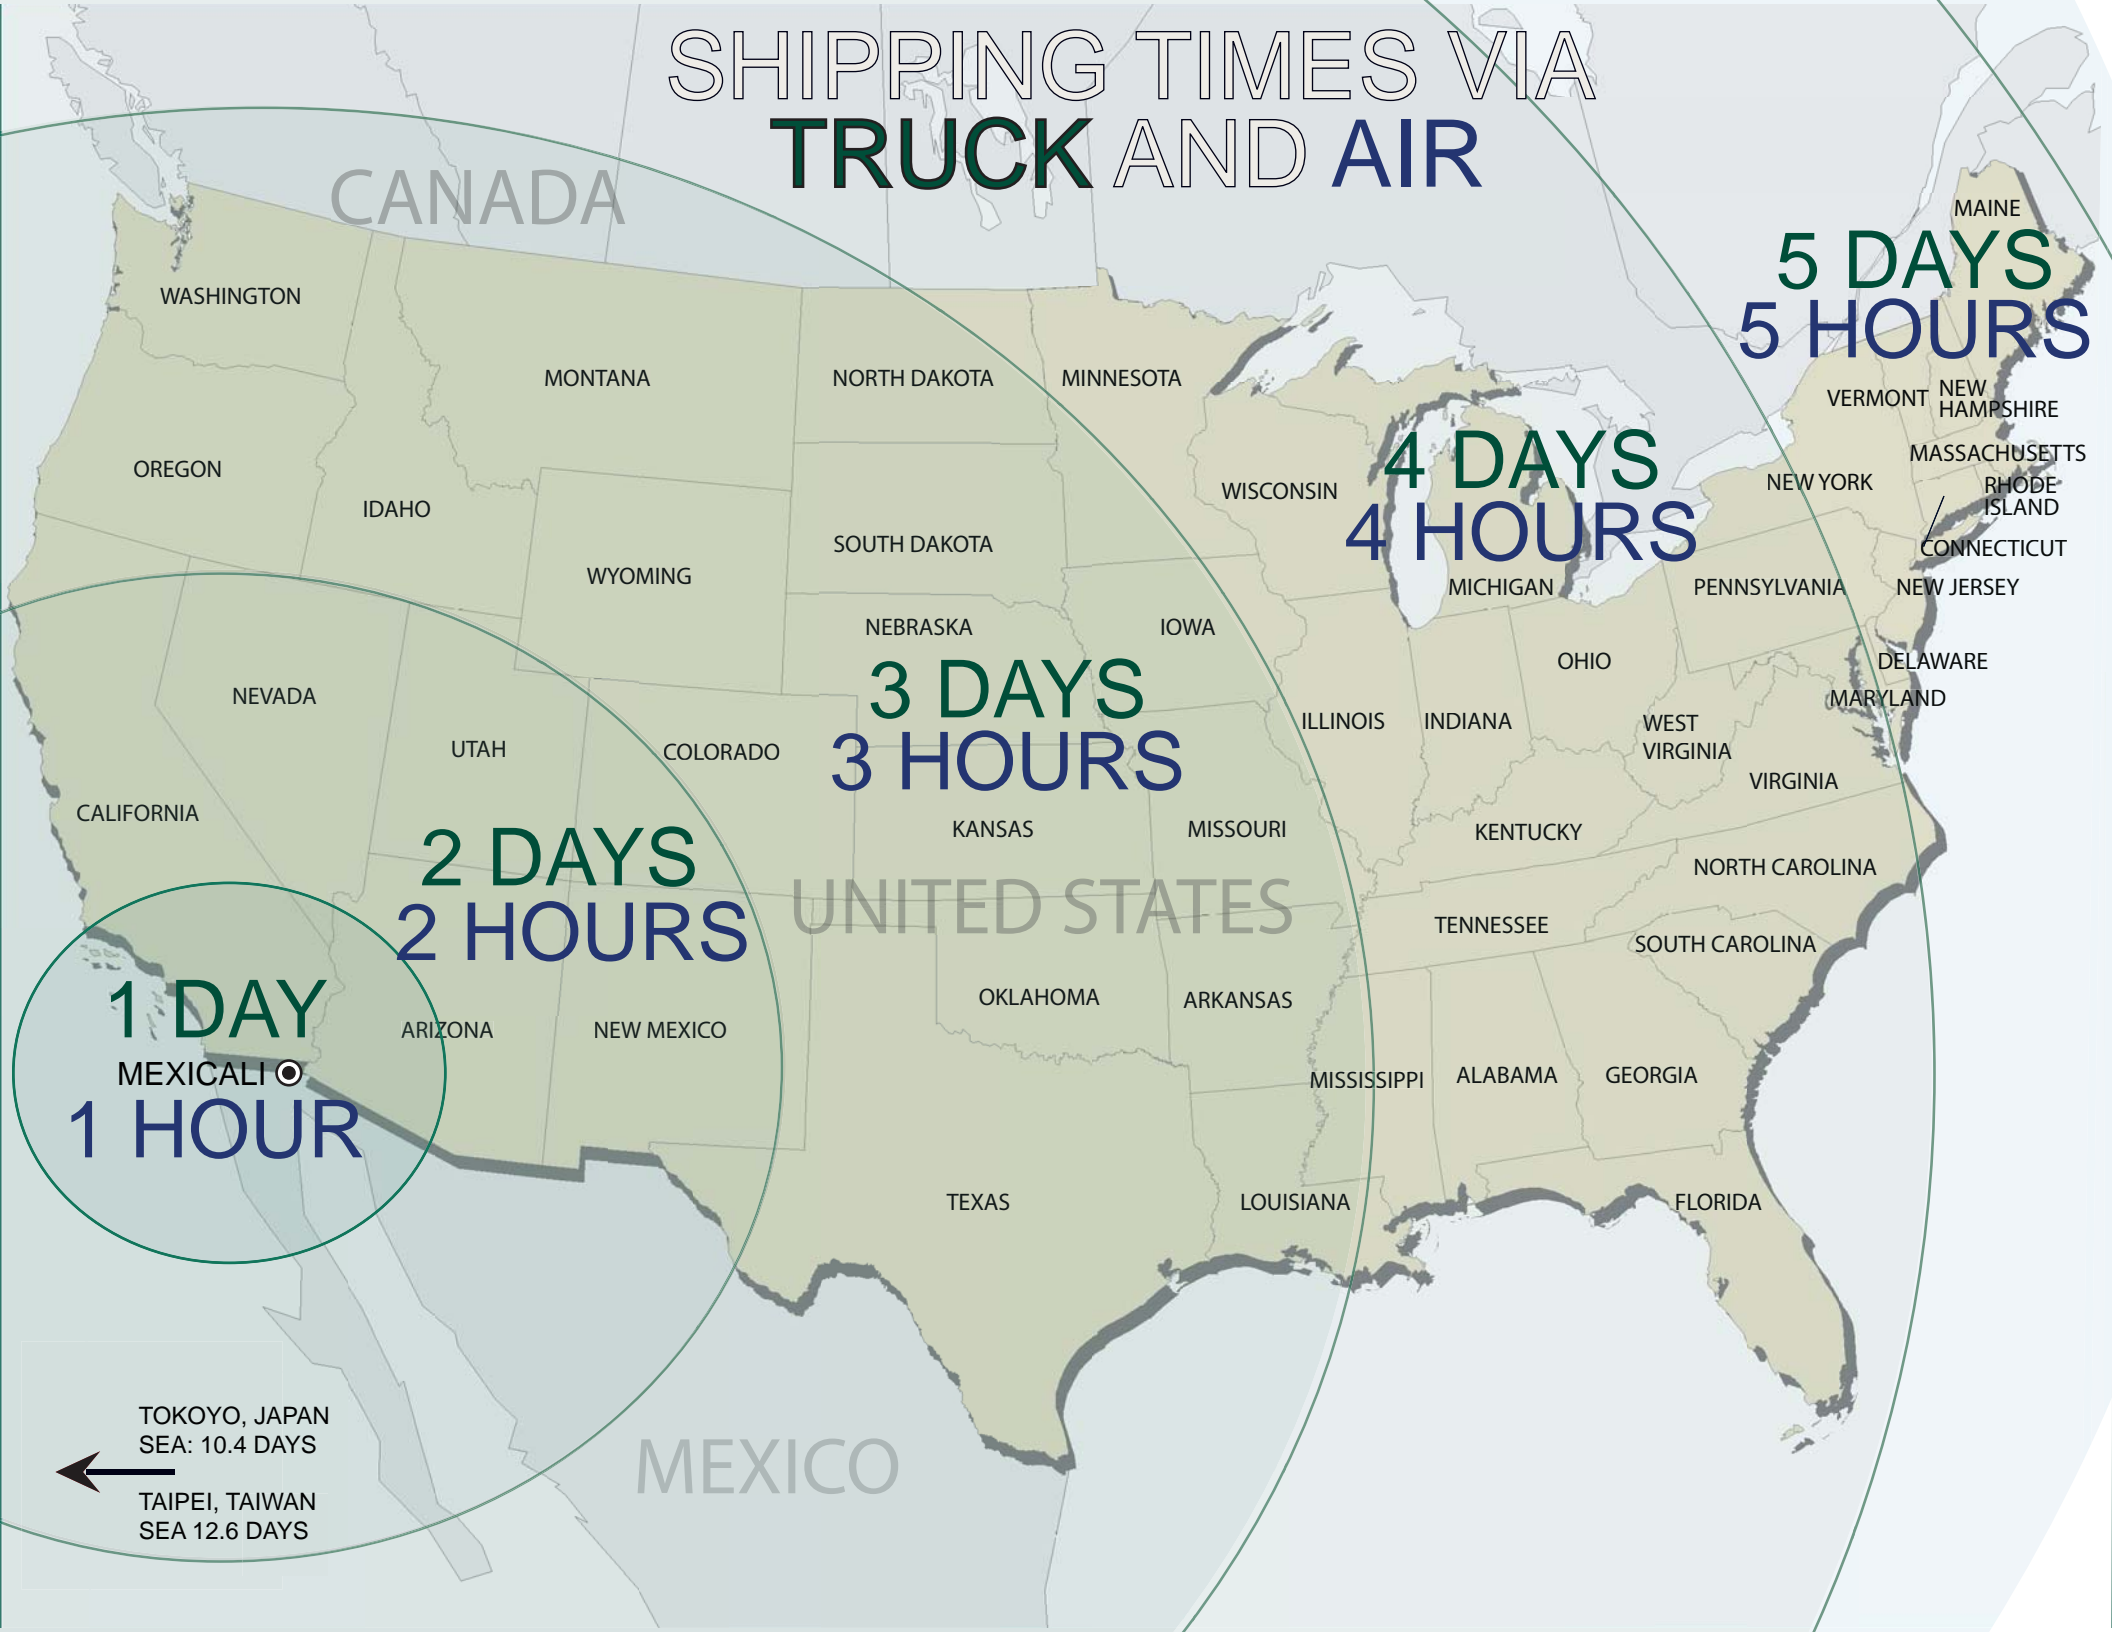 SHIPPING TIMES VIA
TRUCK AND AIR
CANADA
MAINE
5 DAYS
5 HOURS
WASHINGTON
MONTANA
NORTH DAKOTA
MINNESOTA
VERMONT
NEW
HAMPSHIRE
MASSACHUSETTS
OREGON
IDAHO
WISCONSIN
4 DAYS
4 HOURS
NEW YORK
RHODE
ISLAND
CONNECTICUT
SOUTH DAKOTA
WYOMING
MICHIGAN
PENNSYLVANIA
NEW JERSEY
NEBRASKA
IOWA
3 DAYS
3 HOURS
OHIO
DELAWARE
MARYLAND
NEVADA
UTAH
COLORADO
ILLINOIS
INDIANA
WEST
VIRGINIA
VIRGINIA
CALIFORNIA
2 DAYS
2 HOURS
KANSAS
MISSOURI
KENTUCKY
NORTH CAROLINA
UNITED STATES
TENNESSEE
SOUTH CAROLINA
1 DAY
MEXICALI
1 HOUR
ARIZONA
NEW MEXICO
OKLAHOMA
ARKANSAS
MISSISSIPPI
ALABAMA
GEORGIA
TEXAS
LOUISIANA
FLORIDA
TOKOYO, JAPAN
SEA: 10.4 DAYS
TAIPEI, TAIWAN
SEA 12.6 DAYS
MEXICO